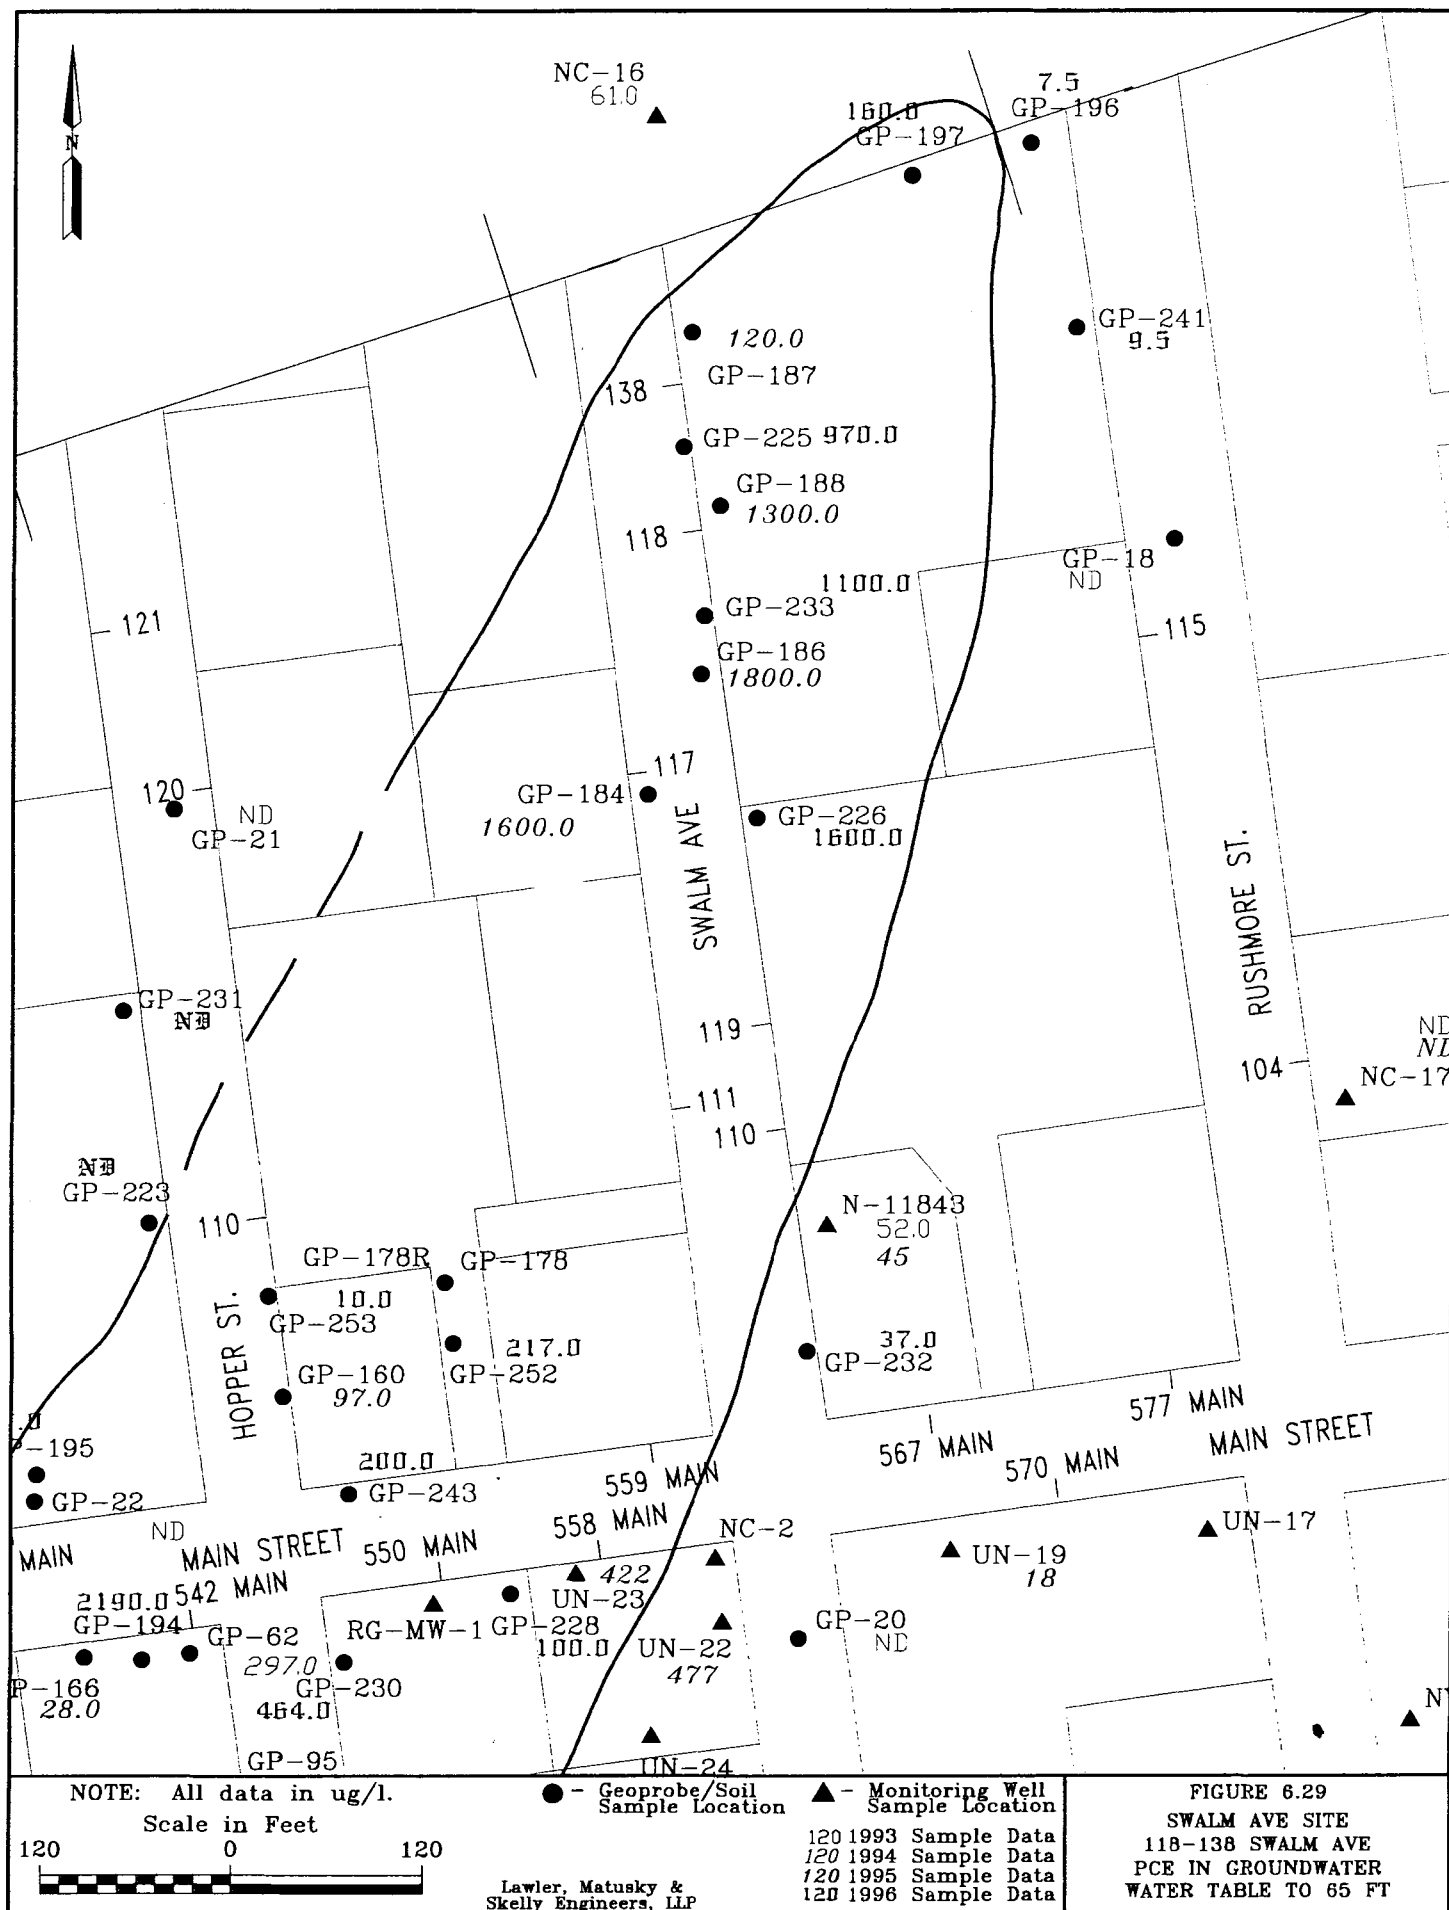 NC-16
61.0
7.5
GP-196
160.0
GP-197
N
GP-241
9.5
120.0
GP-187
138
GP-225 970.0
GP-188
1300.0
118
GP-18
ND
1100.0
GP-233
GP-186
1800.0
121
115
117
120
GP-184
1600.0
ND
GP-21
GP-226
1600.0
SWALM AVE
RUSHMORE ST.
GP-231
ND
119
ND
104
NC-17
111
110
ND
GP-223
110
N-11843
52.0
45
GP-178R
GP-178
10.0
GP-253
HOPPER ST.
217.0
GP-252
37.0
GP-232
GP-160
97.0
577 MAIN
MAIN STREET
567 MAIN
570 MAIN
559 MAIN
.0
P-195
200.0
GP-243
GP-22
ND
MAIN
MAIN STREET
550 MAIN
558 MAIN
542 MAIN
NC-2
UN-17
UN-19
18
422
UN-23
2190.0
GP-194
GP-62
297.0
RG-MW-1
GP-228
100.0
UN-22
477
GP-20
ND
P-166
28.0
GP-230
464.0
GP-95
UN-24
NOTE: All data in ug/l.
Scale in Feet
120 0 120
- Geoprobe/Soil
Sample Location
- Monitoring Well
Sample Location
120 1993 Sample Data
120 1994 Sample Data
120 1995 Sample Data
120 1996 Sample Data
Lawler, Matusky &
Skelly Engineers, LLP
FIGURE 6.29
SWALM AVE SITE
118-138 SWALM AVE
PCE IN GROUNDWATER
WATER TABLE TO 65 FT